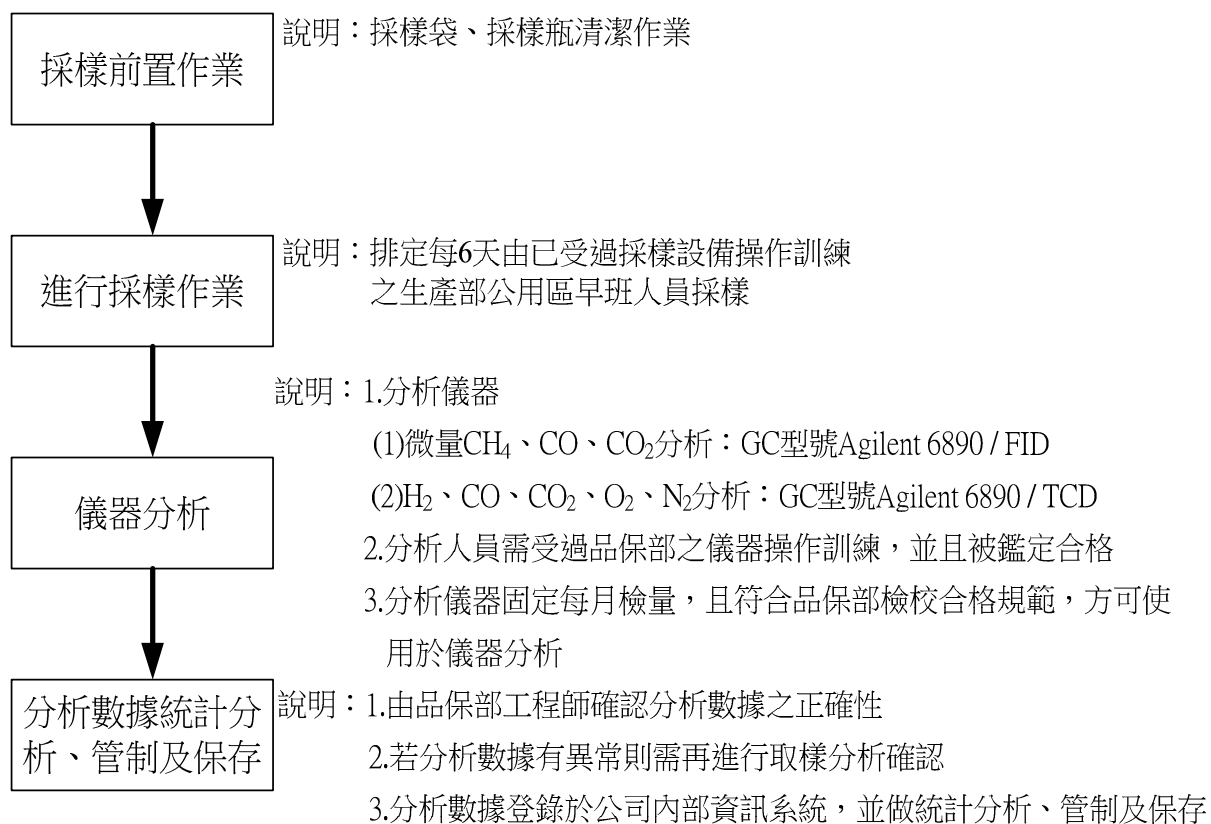 採樣前置作業
說明：採樣袋、採樣瓶清潔作業
進行採樣作業
說明：排定每6天由已受過採樣設備操作訓練
之生產部公用區早班人員採樣
儀器分析
說明：1.分析儀器
(1)微量CH₄、CO、CO₂分析：GC型號Agilent 6890 / FID
(2)H₂、CO、CO₂、O₂、N₂分析：GC型號Agilent 6890 / TCD
2.分析人員需受過品保部之儀器操作訓練，並且被鑑定合格
3.分析儀器固定每月檢量，且符合品保部檢校合格規範，方可使
用於儀器分析
分析數據統計分
析、管制及保存
說明：1.由品保部工程師確認分析數據之正確性
2.若分析數據有異常則需再進行取樣分析確認
3.分析數據登錄於公司內部資訊系統，並做統計分析、管制及保存